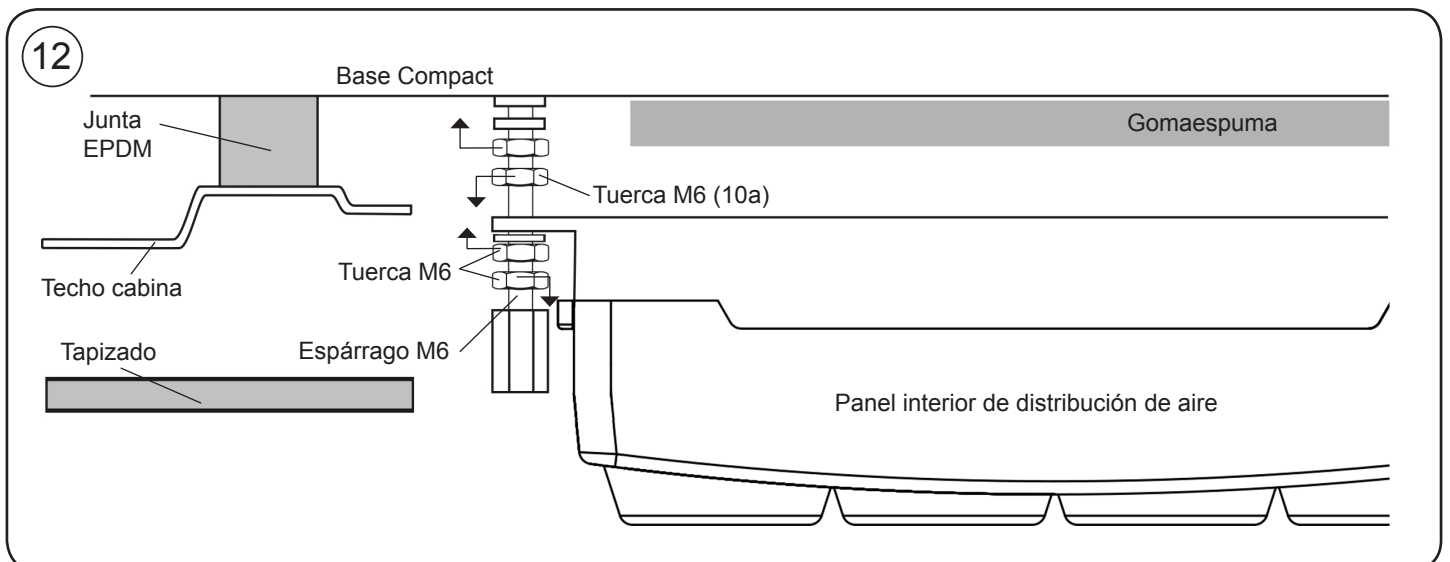 12
Base Compact
Junta
EPDM
Gomaespuma
Tuerca M6 (10a)
Tuerca M6
Techo cabina
Tapizado
Espárrago M6
Panel interior de distribución de aire